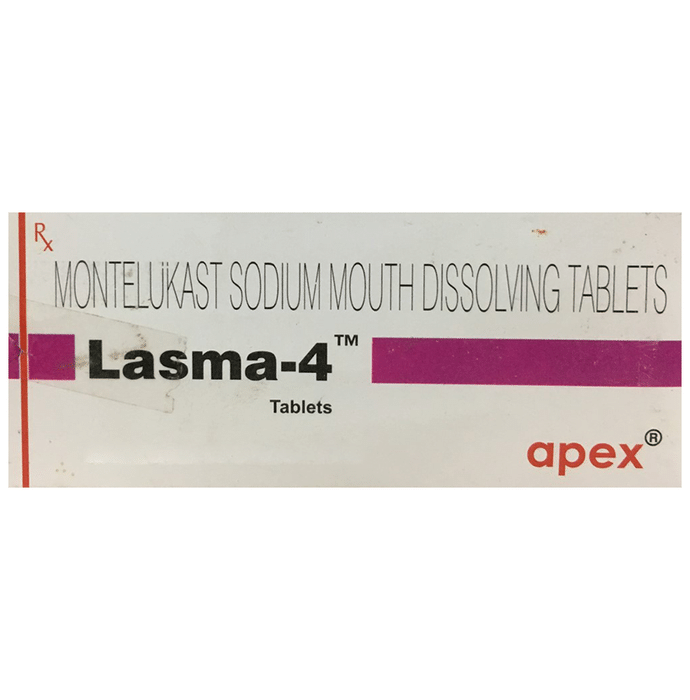 Rx
MONTELUKAST SODIUM MOUTH DISSOLVING TABLETS
Lasma-4™
Tablets
apex®